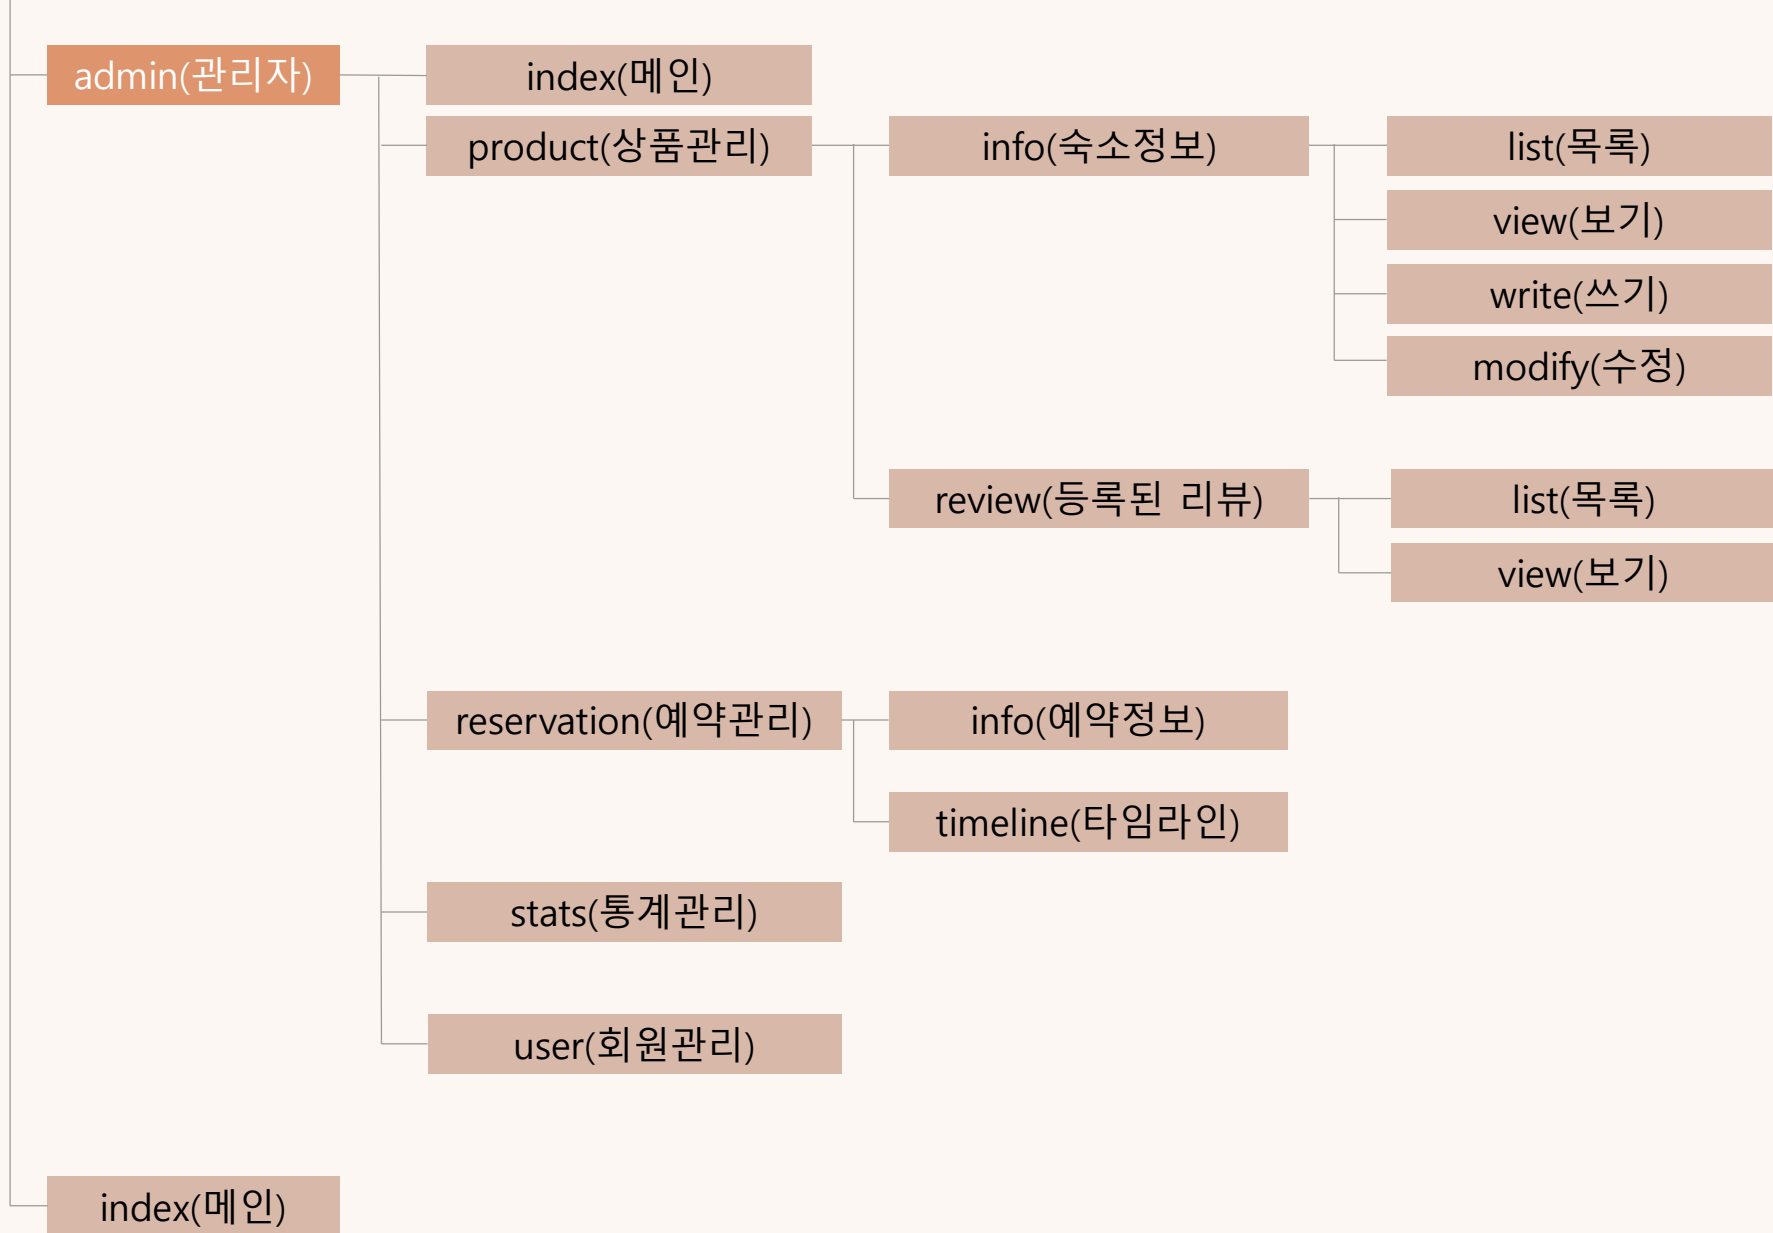 admin(관리자)
index(메인)
product(상품관리)
info(숙소정보)
list(목록)
view(보기)
write(쓰기)
modify(수정)
review(등록된 리뷰)
list(목록)
view(보기)
reservation(예약관리)
info(예약정보)
timeline(타임라인)
stats(통계관리)
user(회원관리)
index(메인)